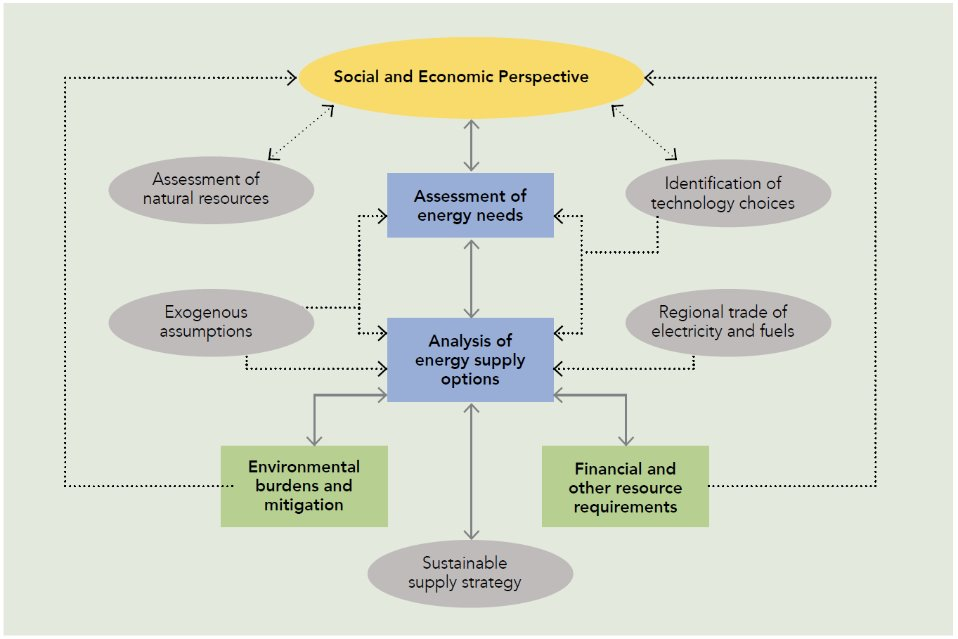 Social and Economic Perspective
Assessment of
natural resources
Assessment of
energy needs
Identification of
technology choices
Exogenous
assumptions
Analysis of
energy supply
options
Regional trade of
electricity and fuels
Environmental
burdens and
mitigation
Financial and
other resource
requirements
Sustainable
supply strategy